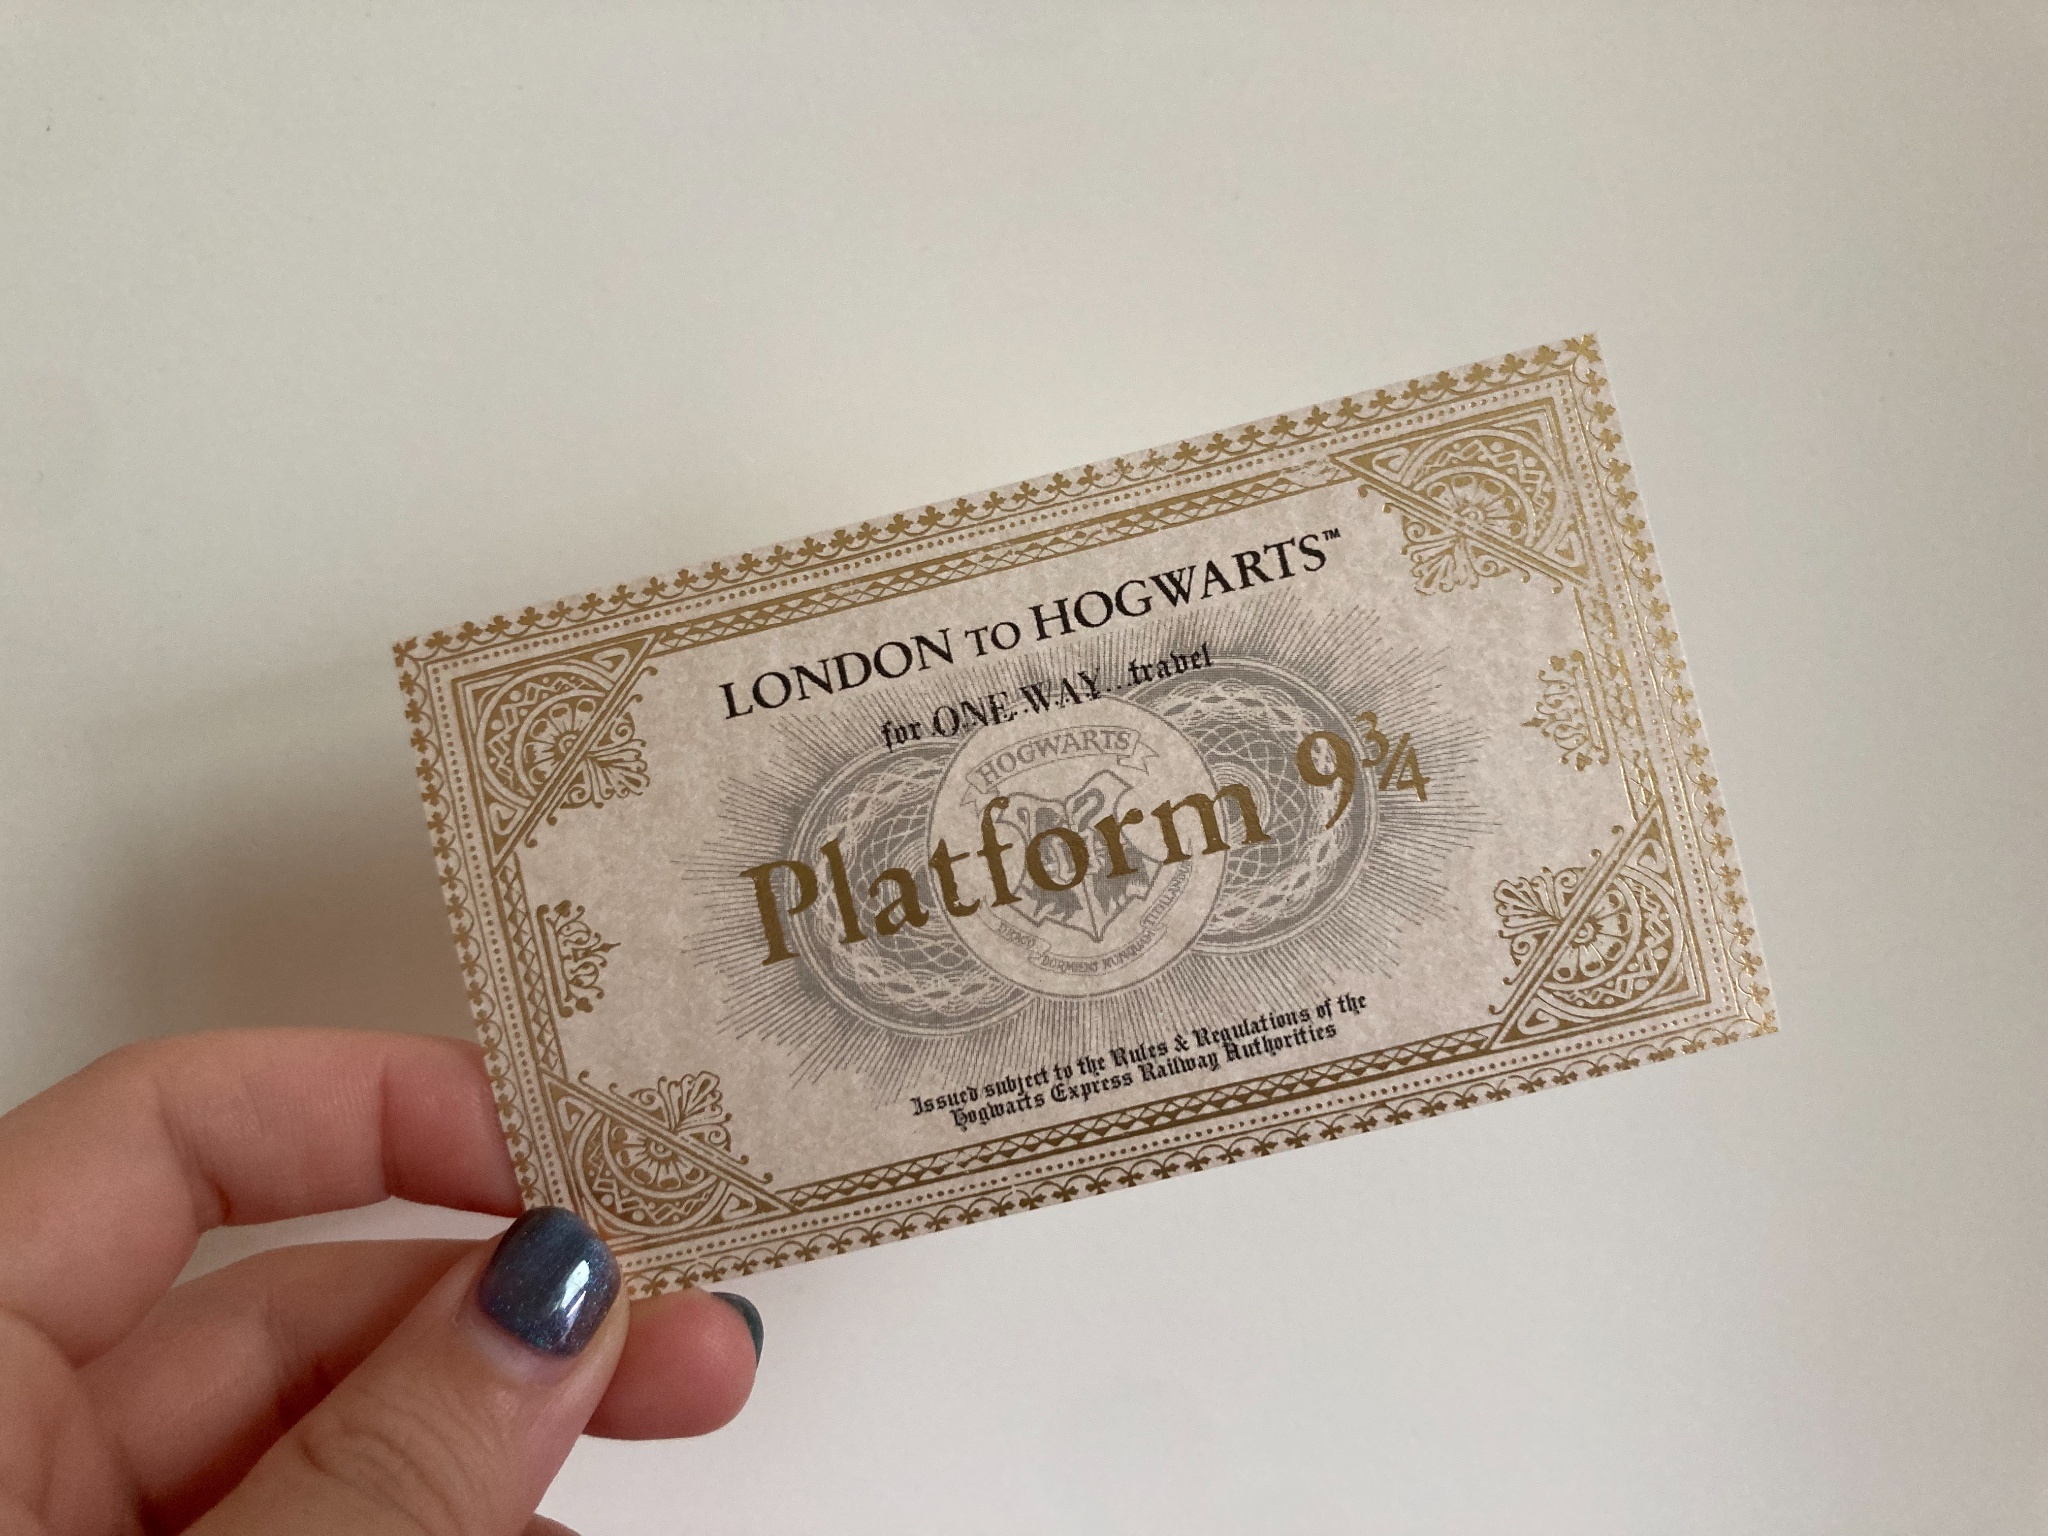 LONDON TO HOGWARTS™
for ONE WAY...travel
HOGWARTS
Platform 9¾
DRACO DORMIENS NUNQUAM TITILLANDUS
Issued subject to the Rules & Regulations of the
Hogwarts Express Railway Authorities